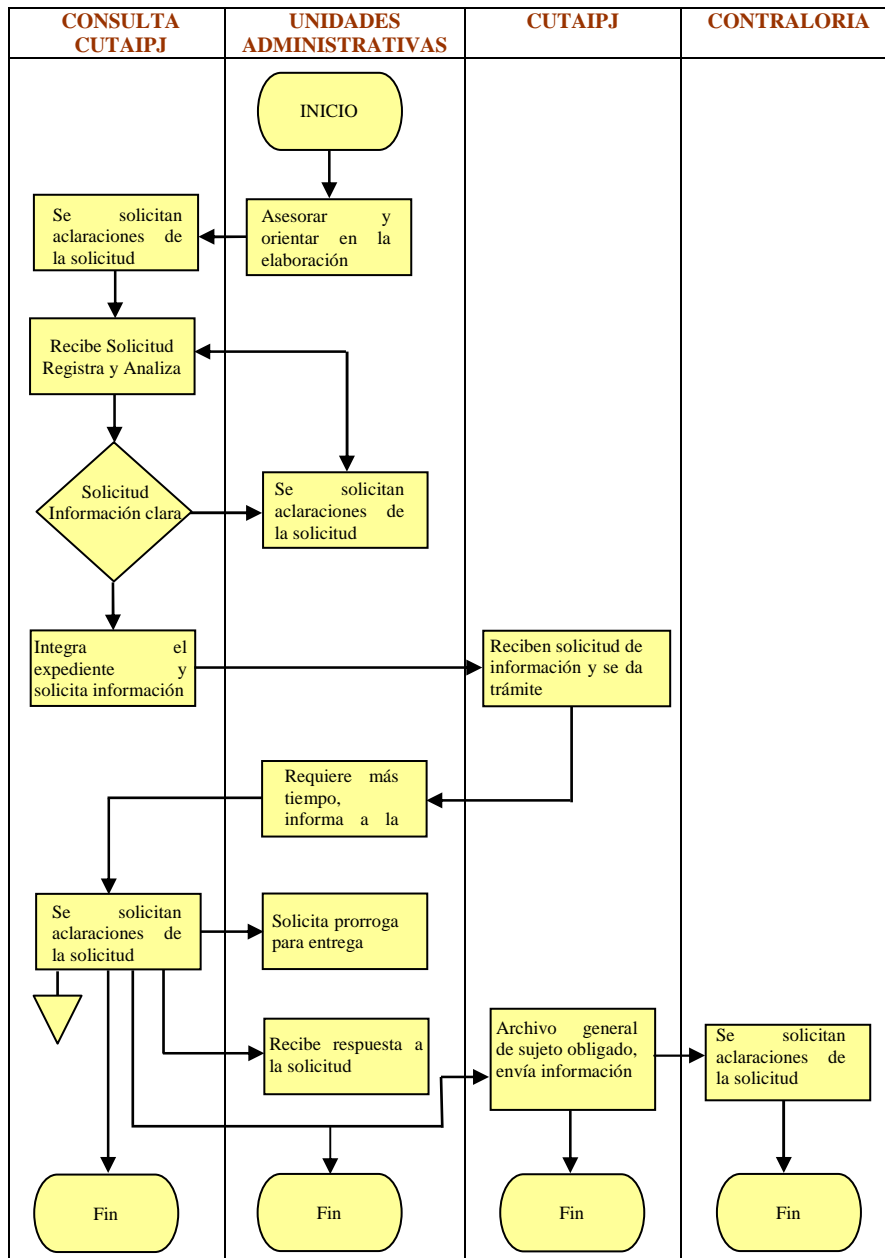 CONSULTA
CUTAIPJ
UNIDADES
ADMINISTRATIVAS
CUTAIPJ
CONTRALORIA
INICIO
Asesorar y
orientar en la
elaboración
Se solicitan
aclaraciones de
la solicitud
Recibe Solicitud
Registra y Analiza
Solicitud
Información clara
Se solicitan
aclaraciones de
la solicitud
Integra el
expediente y
solicita información
Reciben solicitud de
información y se da
trámite
Requiere más
tiempo,
informa a la
Se solicitan
aclaraciones de
la solicitud
Solicita prorroga
para entrega
Recibe respuesta a
la solicitud
Archivo general
de sujeto obligado,
envía información
Se solicitan
aclaraciones de
la solicitud
Fin
Fin
Fin
Fin